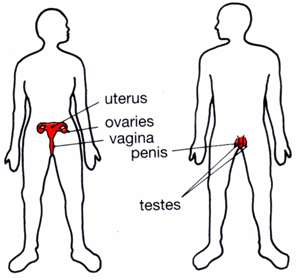 uterus
ovaries
vagina
penis
testes